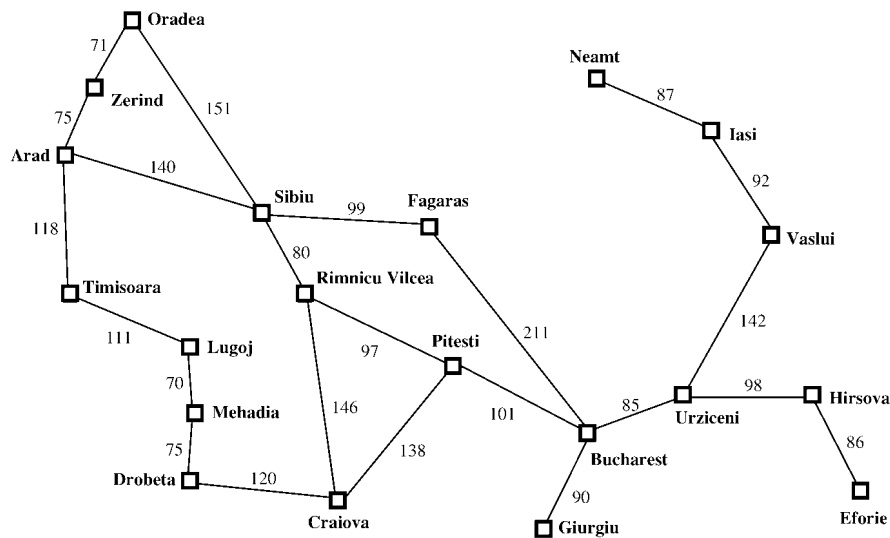 Oradea
71
Neamt
87
Zerind
151
75
Iasi
Arad
140
92
Sibiu
Fagaras
99
118
Vaslui
80
Timisoara
Rimnicu Vilcea
142
111
Lugoj
Pitesti
211
97
70
98
Hirsova
146
101
85
Mehadia
Urziceni
86
75
138
Bucharest
Drobeta
120
90
Craiova
Giurgiu
Eforie